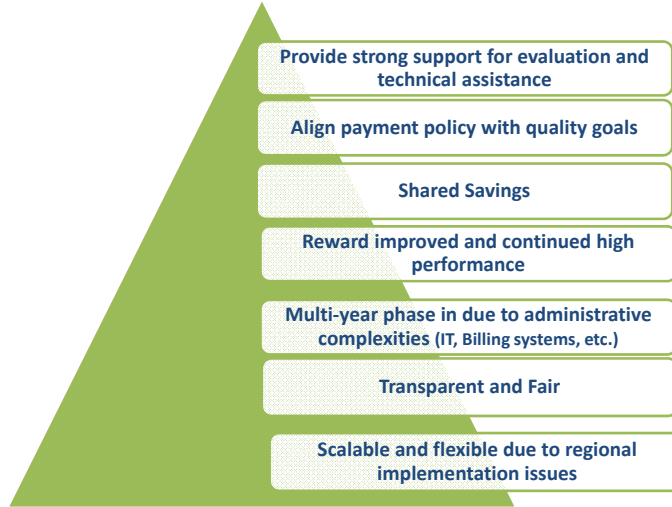 Provide strong support for evaluation and
technical assistance
Align payment policy with quality goals
Shared Savings
Reward improved and continued high
performance
Multi-year phase in due to administrative
complexities (IT, Billing systems, etc.)
Transparent and Fair
Scalable and flexible due to regional
implementation issues